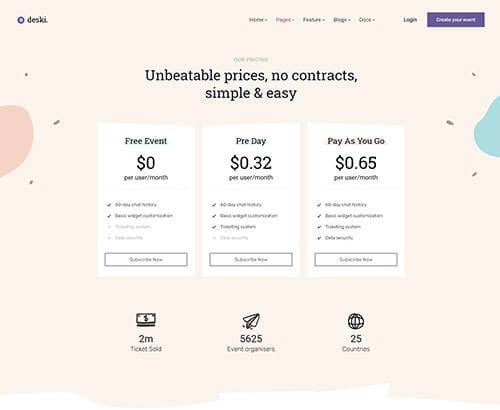 deski.
Home Pages Feature Blogs Docs Login Create your event
OUR PRICING
Unbeatable prices, no contracts,
simple & easy
Free Event Pre Day Pay As You Go
$0 $0.32 $0.65
per user/month per user/month per user/month
60-day chat history 60-day chat history 60-day chat history
Basic widget customization Basic widget customization Basic widget customization
Ticketing system Ticketing system Ticketing system
Data security Data security Data security
Subscribe Now Subscribe Now Subscribe Now
2m 5625 25
Ticket Sold Event organisers Countries